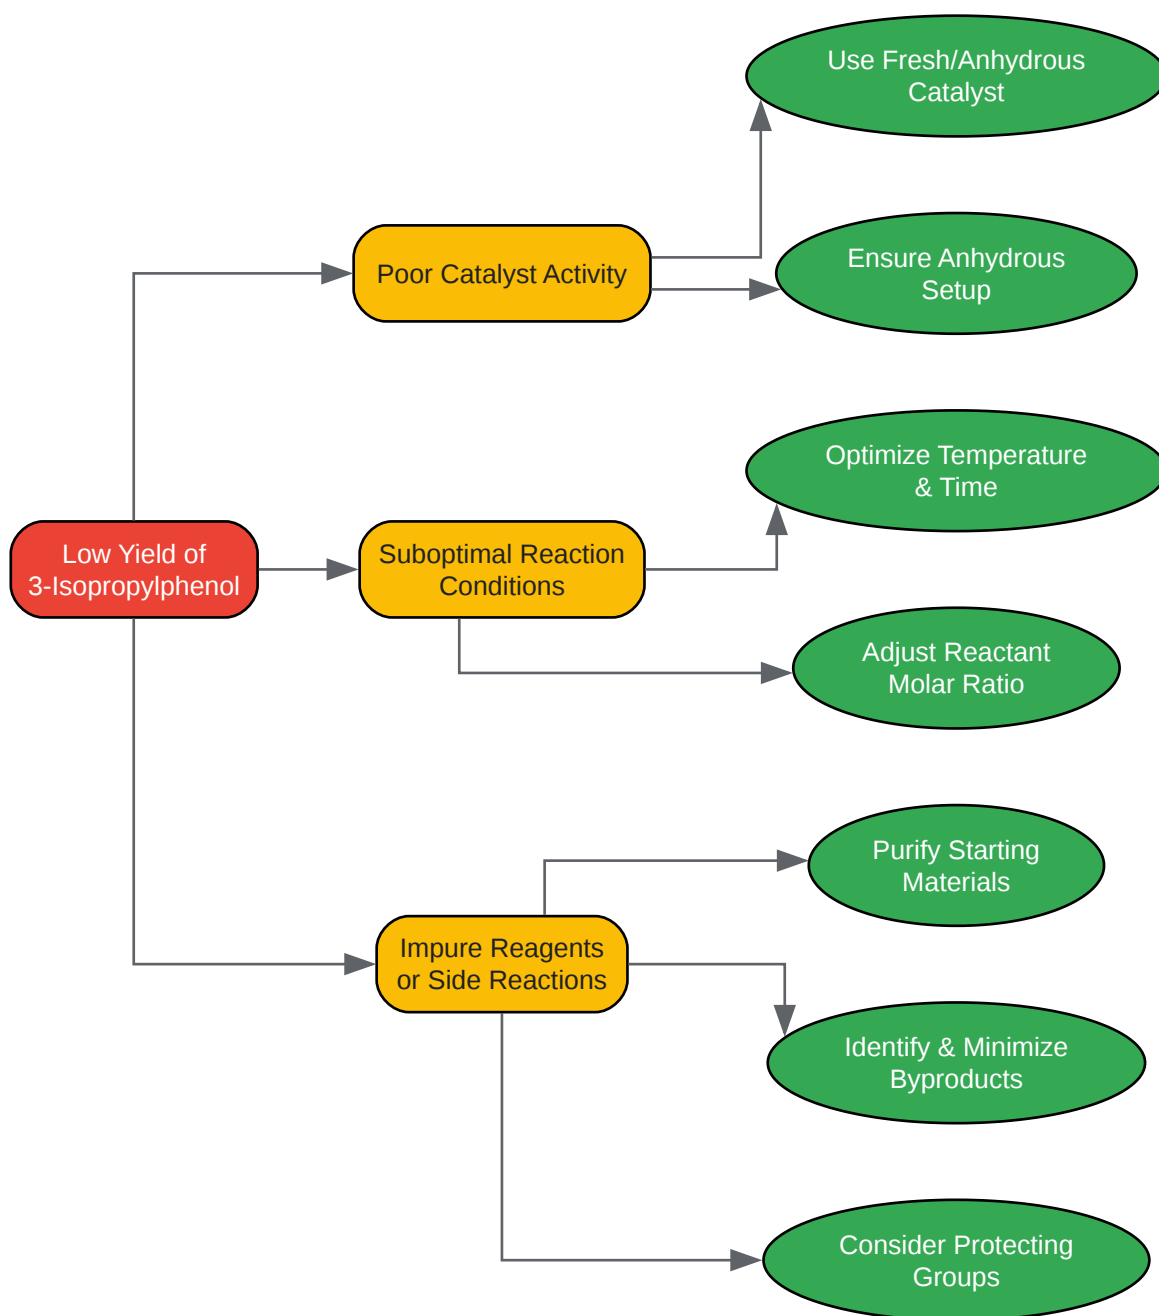 Low Yield of
3-Isopropylphenol
Poor Catalyst Activity
Use Fresh/Anhydrous
Catalyst
Ensure Anhydrous
Setup
Suboptimal Reaction
Conditions
Optimize Temperature
& Time
Adjust Reactant
Molar Ratio
Impure Reagents
or Side Reactions
Purify Starting
Materials
Identify & Minimize
Byproducts
Consider Protecting
Groups